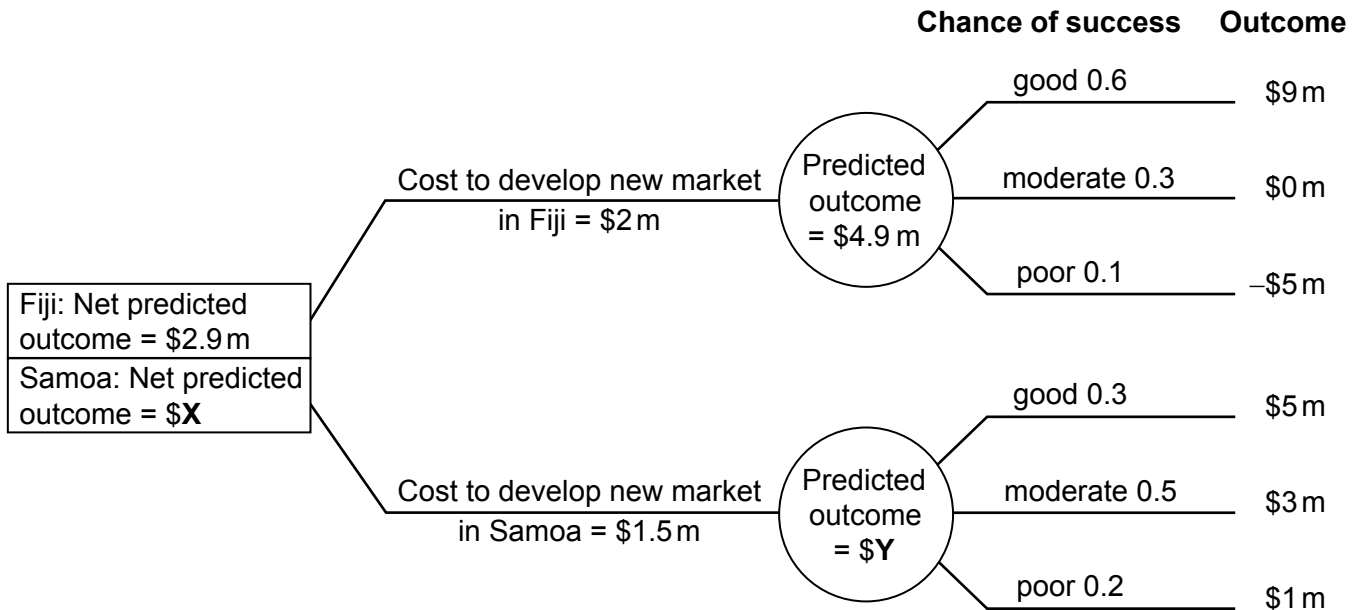 Chance of success Outcome
good 0.6 $9 m
Cost to develop new market
in Fiji = $2 m
Predicted
outcome
= $4.9 m
moderate 0.3 $0 m
poor 0.1 –$5 m
Fiji: Net predicted
outcome = $2.9 m
Samoa: Net predicted
outcome = $X
good 0.3 $5 m
Cost to develop new market
in Samoa = $1.5 m
Predicted
outcome
= $Y
moderate 0.5 $3 m
poor 0.2 $1 m